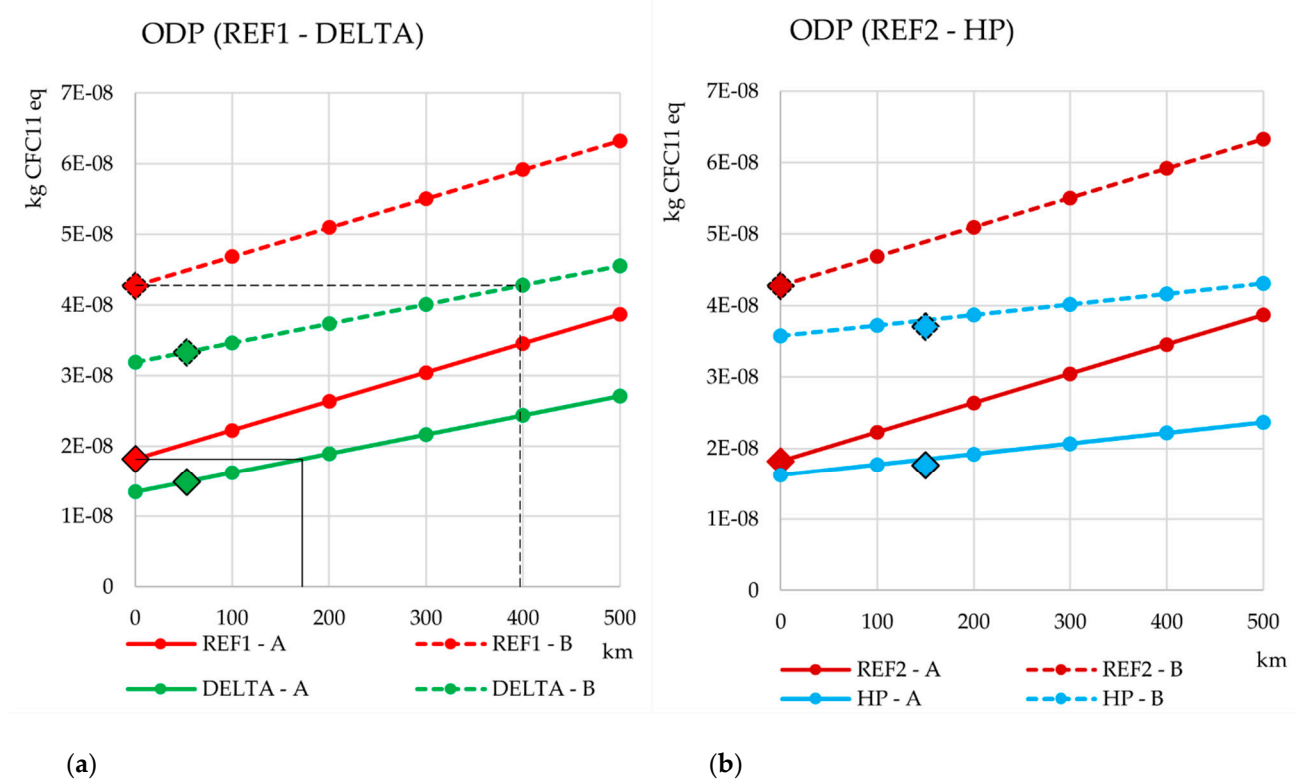 ODP (REF1 - DELTA)
kg CFC11 eq
7E-08
6E-08
5E-08
4E-08
3E-08
2E-08
1E-08
0
0 100 200 300 400 500
km
REF1 - A REF1 - B
DELTA - A DELTA - B
(a)
ODP (REF2 - HP)
kg CFC11 eq
7E-08
6E-08
5E-08
4E-08
3E-08
2E-08
1E-08
0
0 100 200 300 400 500
km
REF2 - A REF2 - B
HP - A HP - B
(b)